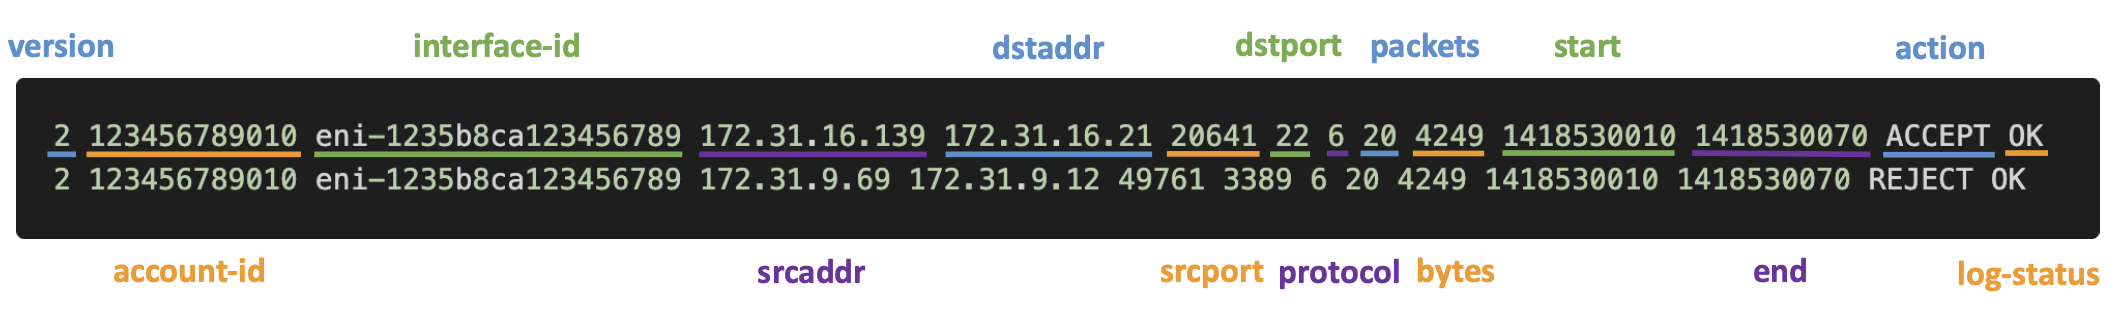 version interface-id dstaddr dstport packets start action
2 123456789010 eni-1235b8ca123456789 172.31.16.139 172.31.16.21 20641 22 6 20 4249 1418530010 1418530070 ACCEPT OK
2 123456789010 eni-1235b8ca123456789 172.31.9.69 172.31.9.12 49761 3389 6 20 4249 1418530010 1418530070 REJECT OK
account-id srcaddr srcport protocol bytes end log-status